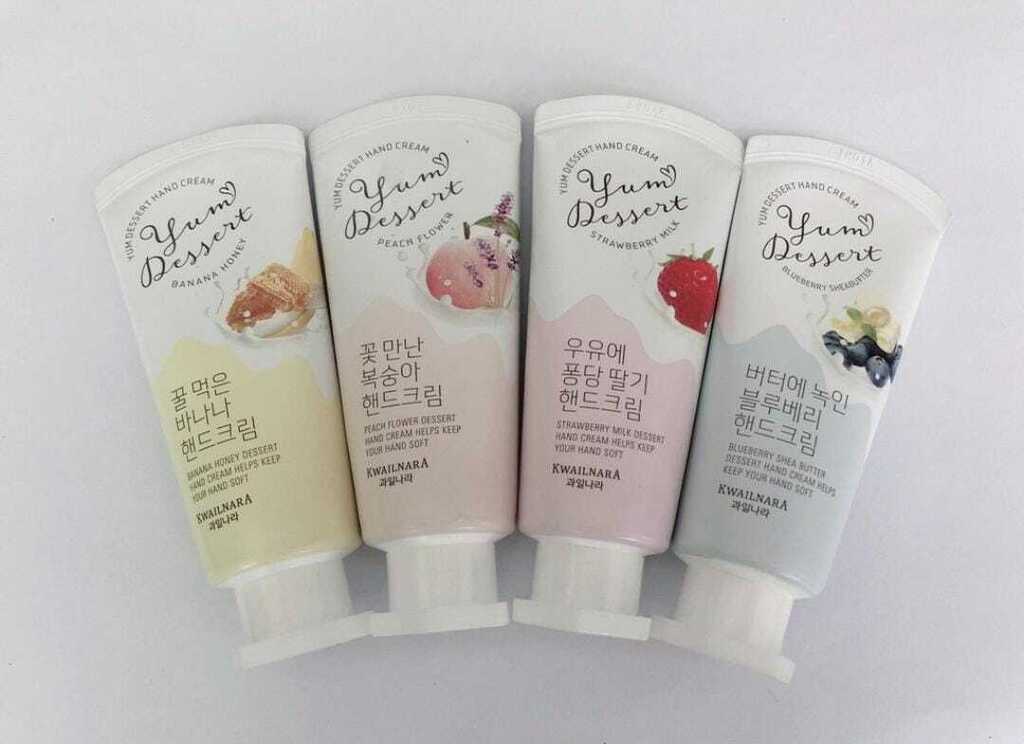 YUM DESSERT HAND CREAM
Yum
Dessert
BANANA HONEY
꿀 먹은
바나나
핸드크림
BANANA HONEY DESSERT
HAND CREAM HELPS KEEP
YOUR HAND SOFT
KWAILNARA
과일나라
YUM DESSERT HAND CREAM
Yum
Dessert
PEACH FLOWER
꽃 만난
복숭아
핸드크림
PEACH FLOWER DESSERT
HAND CREAM HELPS KEEP
YOUR HAND SOFT
KWAILNARA
과일나라
YUM DESSERT HAND CREAM
Yum
Dessert
STRAWBERRY MILK
우유에
퐁당 딸기
핸드크림
STRAWBERRY MILK DESSERT
HAND CREAM HELPS KEEP
YOUR HAND SOFT
KWAILNARA
과일나라
YUM DESSERT HAND CREAM
Yum
Dessert
BLUEBERRY SHEABUTTER
버터에 녹인
블루베리
핸드크림
BLUEBERRY SHEA BUTTER
DESSERT HAND CREAM HELPS
KEEP YOUR HAND SOFT
KWAILNARA
과일나라